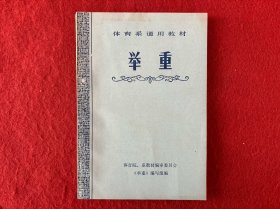 体育系通用教材
举重
体育院、系教材编审委员会
《举重》编写组编